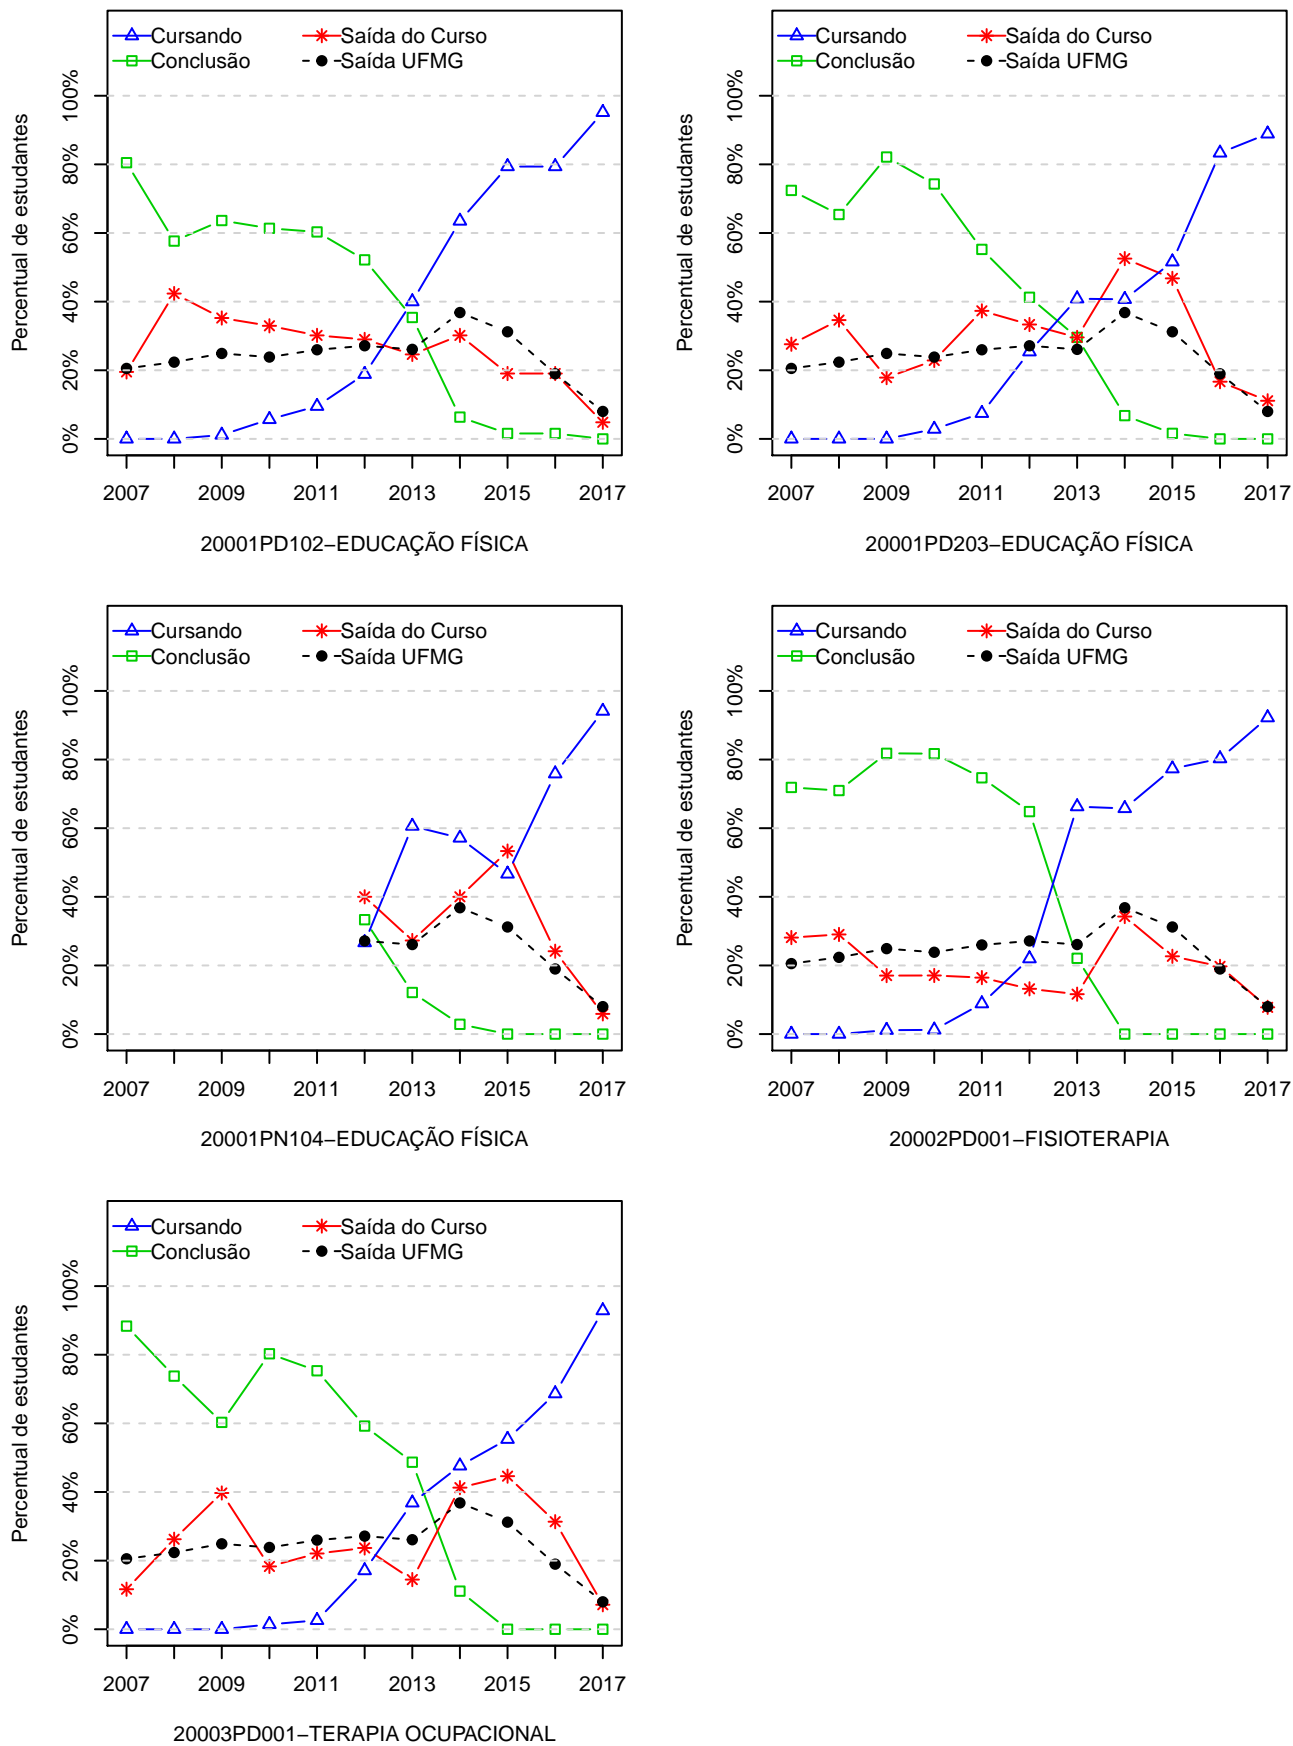 Cursando Saída do Curso
Conclusão Saída UFMG
Percentual de estudantes
100%
80%
60%
40%
20%
0%
2007 2009 2011 2013 2015 2017
20001PD102–EDUCAÇÃO FÍSICA
Cursando Saída do Curso
Conclusão Saída UFMG
Percentual de estudantes
100%
80%
60%
40%
20%
0%
2007 2009 2011 2013 2015 2017
20001PD203–EDUCAÇÃO FÍSICA
Cursando Saída do Curso
Conclusão Saída UFMG
Percentual de estudantes
100%
80%
60%
40%
20%
0%
2007 2009 2011 2013 2015 2017
20001PN104–EDUCAÇÃO FÍSICA
Cursando Saída do Curso
Conclusão Saída UFMG
Percentual de estudantes
100%
80%
60%
40%
20%
0%
2007 2009 2011 2013 2015 2017
20002PD001–FISIOTERAPIA
Cursando Saída do Curso
Conclusão Saída UFMG
Percentual de estudantes
100%
80%
60%
40%
20%
0%
2007 2009 2011 2013 2015 2017
20003PD001–TERAPIA OCUPACIONAL